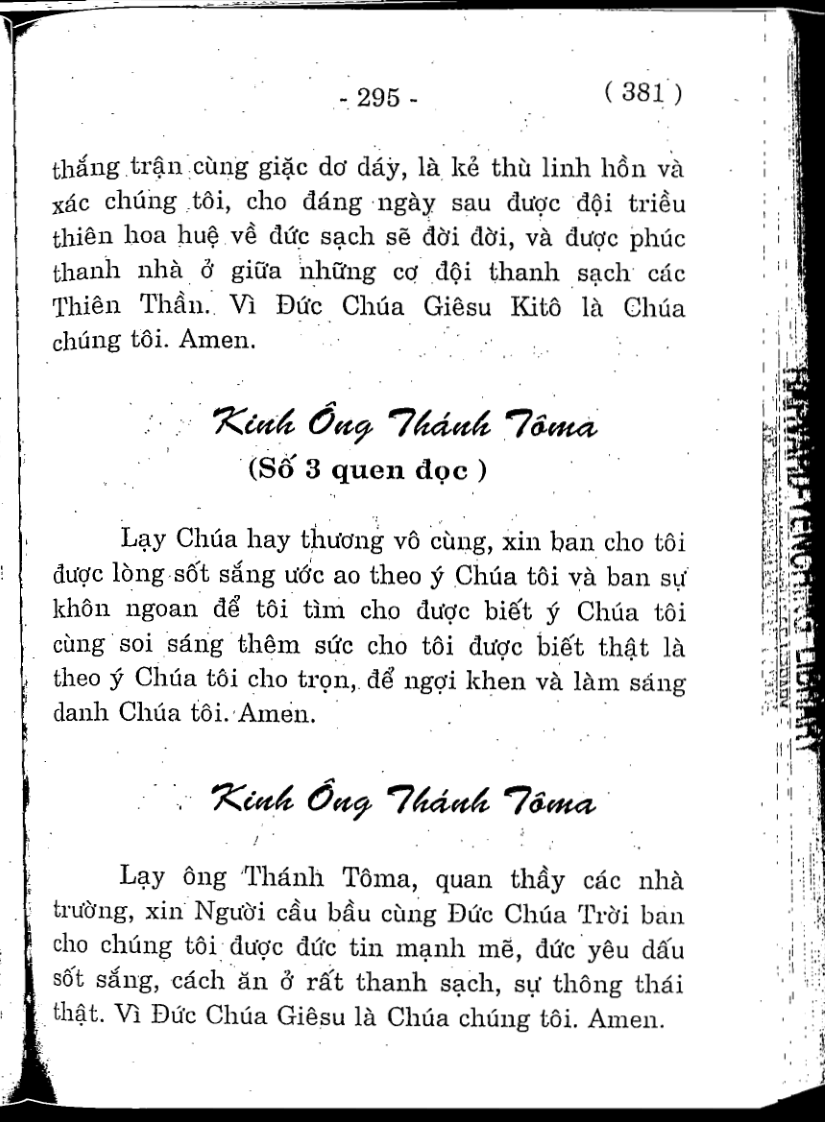 - 295 -
( 381 )
thắng trận cùng giặc dơ dáy, là kẻ thù linh hồn và
xác chúng tôi, cho đáng ngày sau được đội triều
thiên hoa huệ về đức sạch sẽ đời đời, và được phúc
thanh nhà ở giữa những cơ đội thanh sạch các
Thiên Thần. Vì Đức Chúa Giêsu Kitô là Chúa
chúng tôi. Amen.
Kinh Ông Thánh Tôma
(Số 3 quen đọc )
Lạy Chúa hay thương vô cùng, xin ban cho tôi
được lòng sốt sắng ước ao theo ý Chúa tôi và ban sự
khôn ngoan để tôi tìm cho được biết ý Chúa tôi
cùng soi sáng thêm sức cho tôi được biết thật là
theo ý Chúa tôi cho trọn, để ngợi khen và làm sáng
danh Chúa tôi. Amen.
Kinh Ông Thánh Tôma
Lạy ông Thánh Tôma, quan thầy các nhà
trường, xin Người cầu bầu cùng Đức Chúa Trời ban
cho chúng tôi được đức tin mạnh mẽ, đức yêu dấu
sốt sắng, cách ăn ở rất thanh sạch, sự thông thái
thật. Vì Đức Chúa Giêsu là Chúa chúng tôi. Amen.
HARVARD-YENCHING LIBRARY